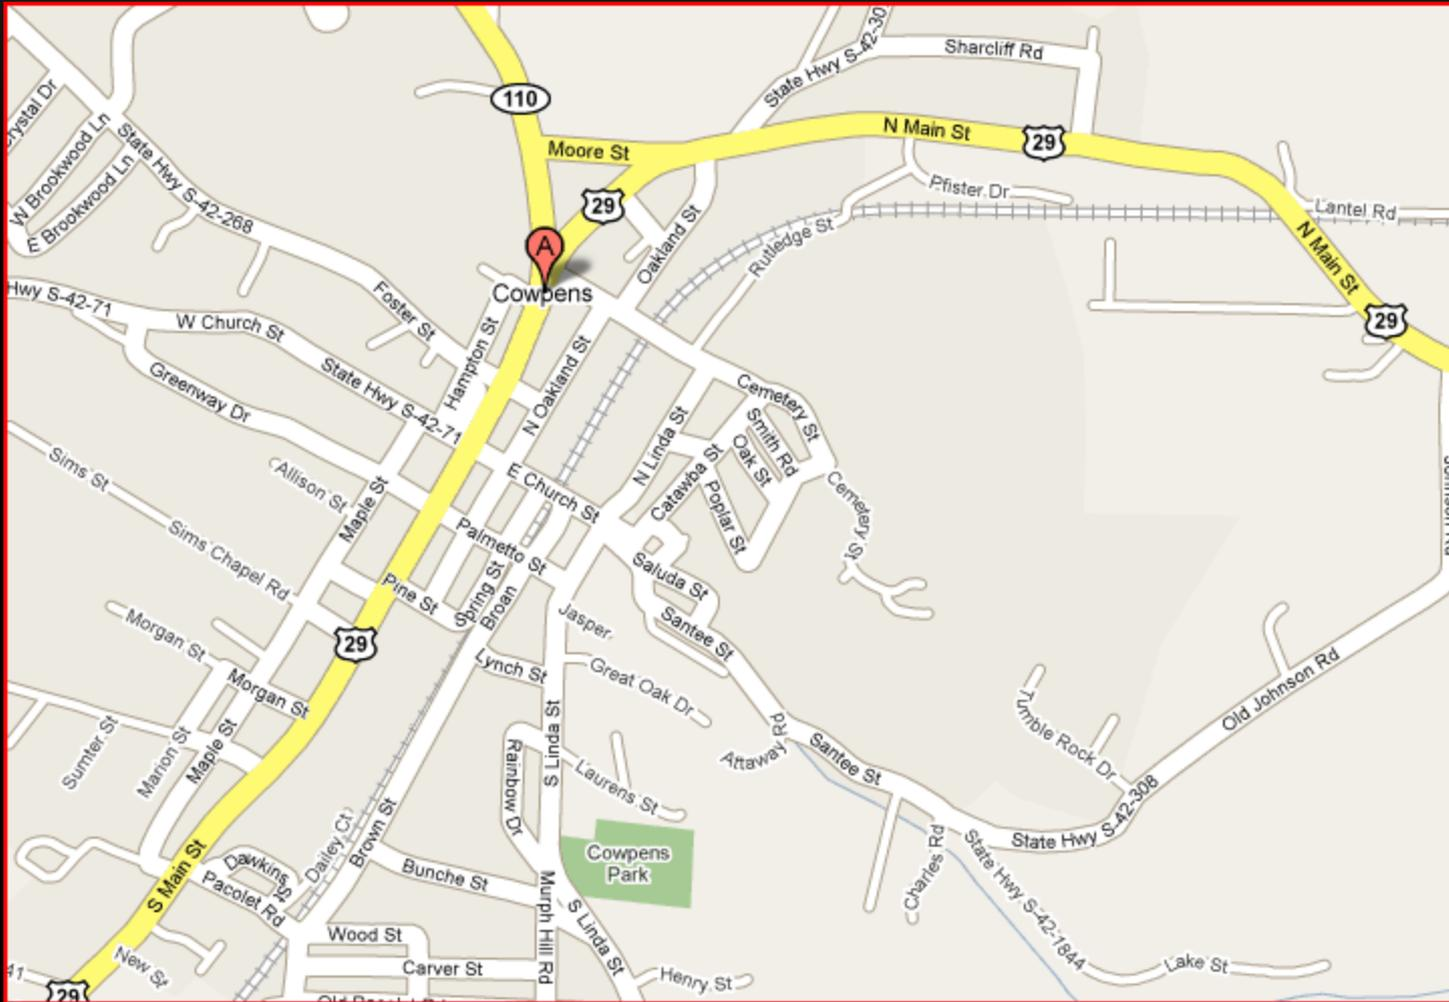 State Hwy S-42-30
Sharcliff Rd
110
N Main St
29
Moore St
Crystal Dr
W Brookwood Ln
E Brookwood Ln
State Hwy S-42-268
Pfister Dr
29
Lantel Rd
Oakland St
Rutledge St
N Main St
A
Cowpens
Hwy S-42-71
W Church St
Foster St
29
Hampton St
State Hwy S-42-71
N Oakland St
Greenway Dr
Cemetery St
Smith Rd
Oak St
N Linda St
Catawba St
Poplar St
Sims St
Allison St
Maple St
E Church St
Cemetery St
Sims Chapel Rd
Palmetto St
Saluda St
Pine St
Spring St
Broan
Jasper
Santee St
Morgan St
29
Lynch St
Great Oak Dr
Morgan St
Old Johnson Rd
Tumble Rock Dr
Sumter St
Marion St
Maple St
S Linda St
Rainbow Dr
Attaway Rd
Santee St
Laurens St
State Hwy S-42-308
Dailey Ct
Brown St
Cowpens
Park
Charles Rd
State Hwy S-42-1844
S Main St
Dawkins St
Pacolet Rd
Bunche St
Murph Hill Rd
S Linda St
Wood St
Carver St
New St
Henry St
Lake St
41
29